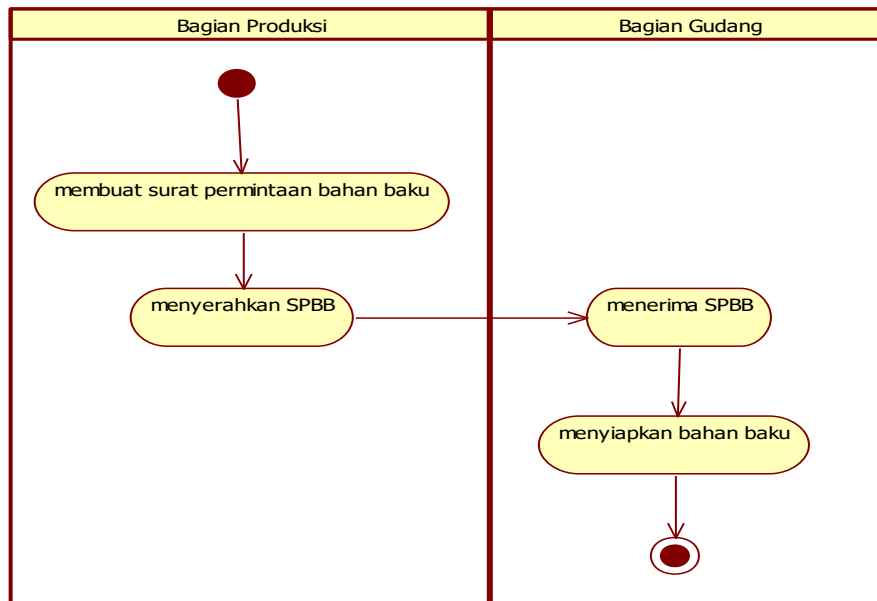 Bagian Produksi
Bagian Gudang
membuat surat permintaan bahan baku
menyerahkan SPBB
menerima SPBB
menyiapkan bahan baku